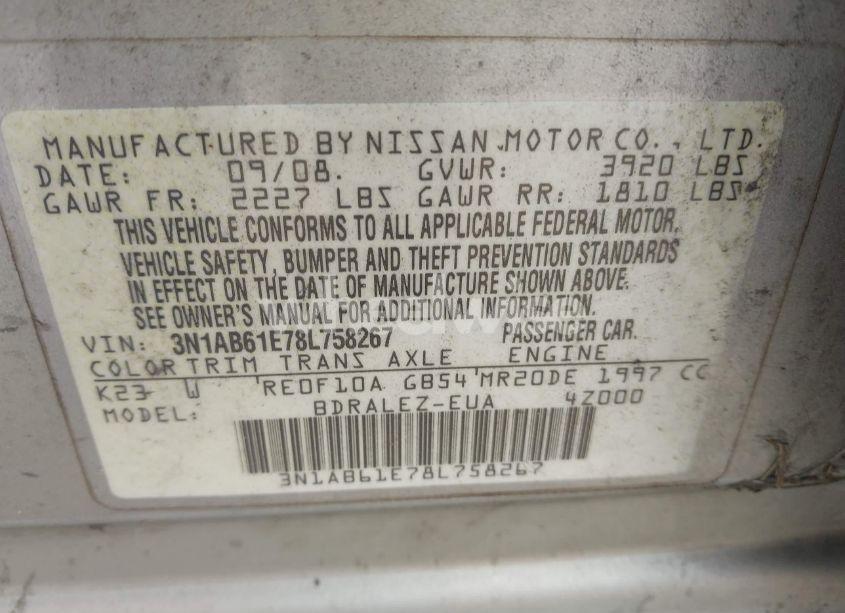 MANUFACTURED BY NISSAN MOTOR CO., LTD.
DATE: 09/08. GVWR: 3920 LBS
GAWR FR: 2227 LBS GAWR RR: 1810 LBS
THIS VEHICLE CONFORMS TO ALL APPLICABLE FEDERAL MOTOR
VEHICLE SAFETY, BUMPER AND THEFT PREVENTION STANDARDS
IN EFFECT ON THE DATE OF MANUFACTURE SHOWN ABOVE.
SEE OWNER'S MANUAL FOR ADDITIONAL INFORMATION.
VIN: 3N1AB61E78L758267 PASSENGER CAR.
COLOR TRIM TRANS AXLE ENGINE
K23 W RE0F10A GB54 MR20DE 1997 CC
MODEL: BDRALEZ-EUA 4Z000
3N1AB61E78L758267